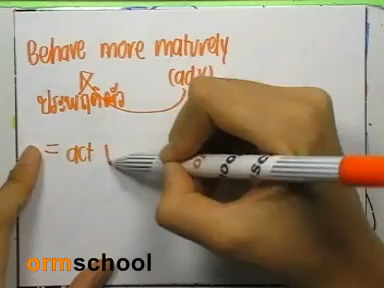 Behave more maturely
(adv)
ประพฤติตัว
= act
ormschool